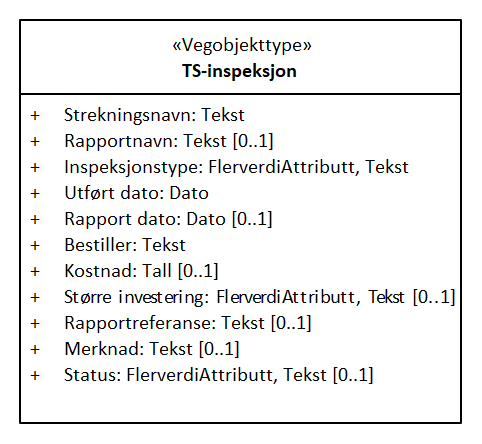 «Vegobjekttype»
TS-inspeksjon
+ Strekningsnavn: Tekst
+ Rapportnavn: Tekst [0..1]
+ Inspeksjonstype: FlerverdiAttributt, Tekst
+ Utført dato: Dato
+ Rapport dato: Dato [0..1]
+ Bestiller: Tekst
+ Kostnad: Tall [0..1]
+ Større investering: FlerverdiAttributt, Tekst [0..1]
+ Rapportreferanse: Tekst [0..1]
+ Merknad: Tekst [0..1]
+ Status: FlerverdiAttributt, Tekst [0..1]